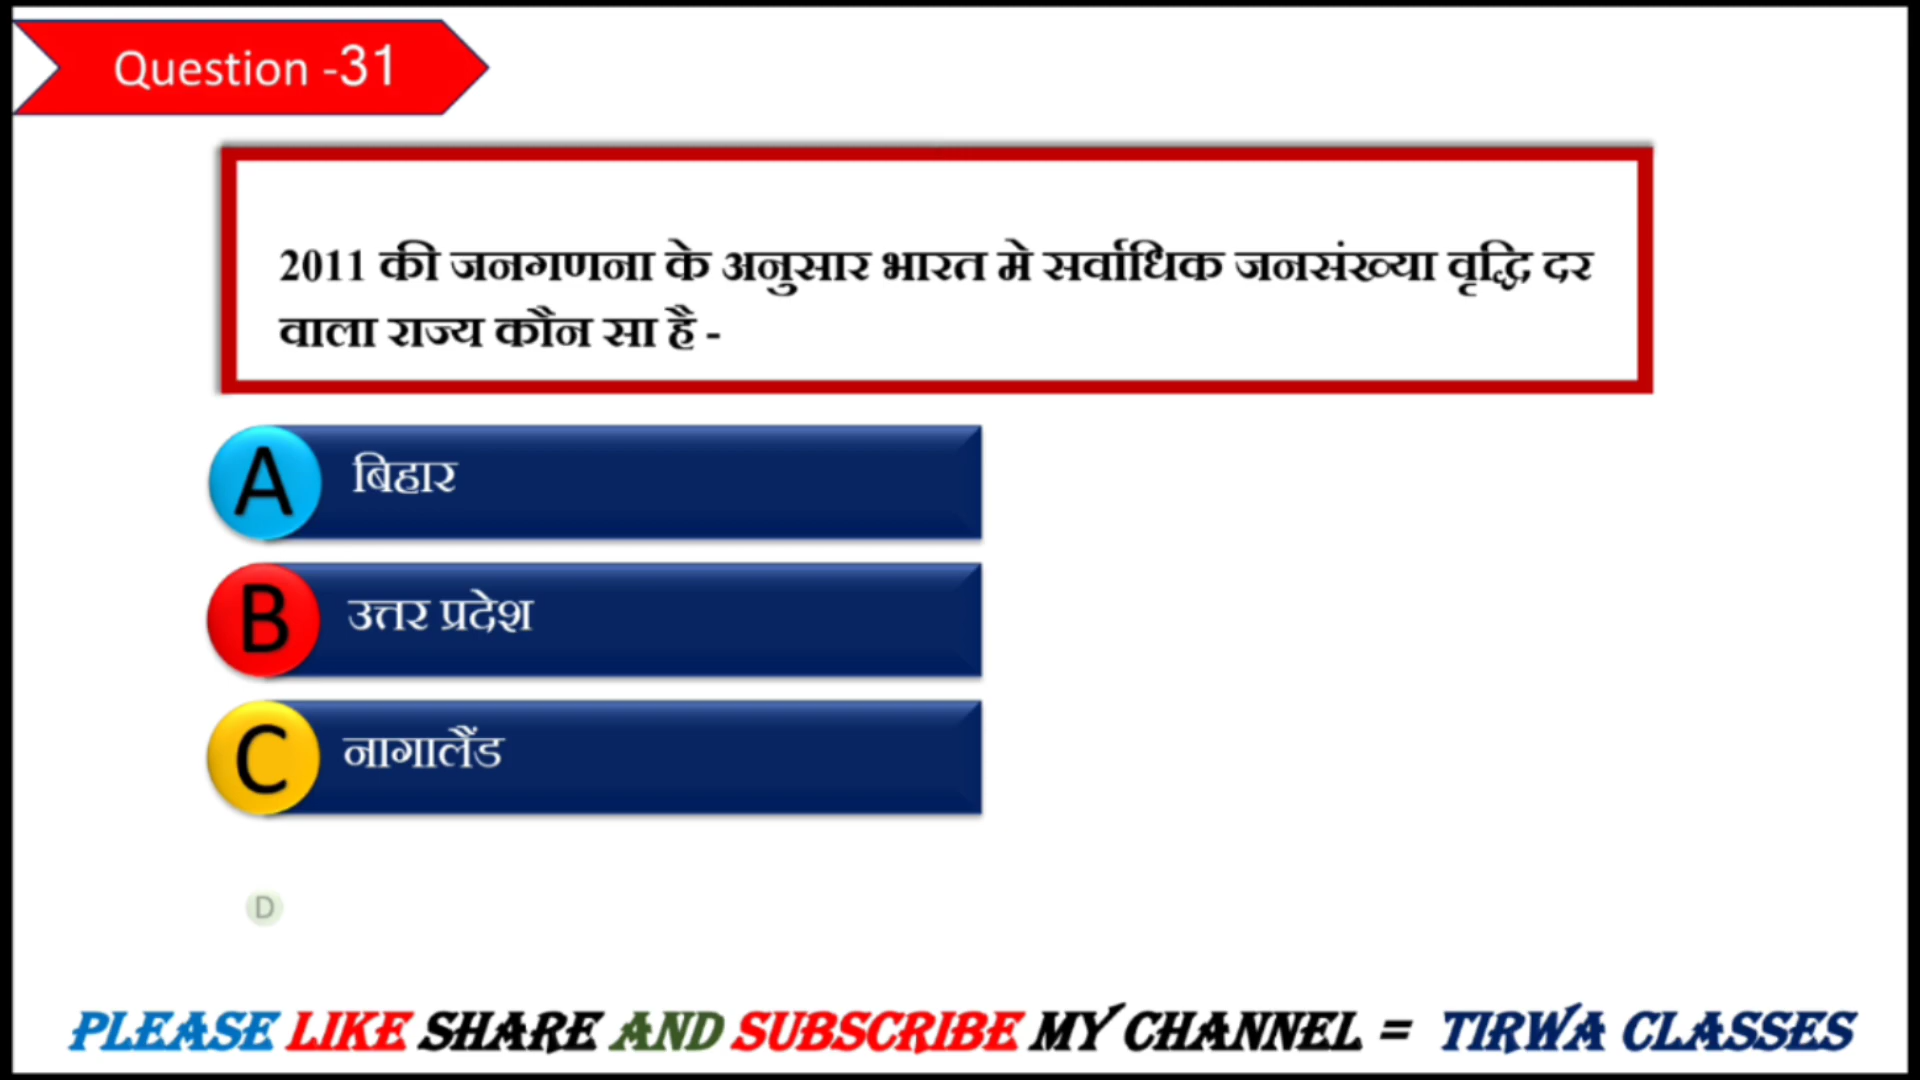 Question -31
2011 की जनगणना के अनुसार भारत मे सर्वाधिक जनसंख्या वृद्धि दर
वाला राज्य कौन सा है -
A बिहार
B उत्तर प्रदेश
C नागालैंड
D
PLEASE LIKE SHARE AND SUBSCRIBE MY CHANNEL = TIRWA CLASSES